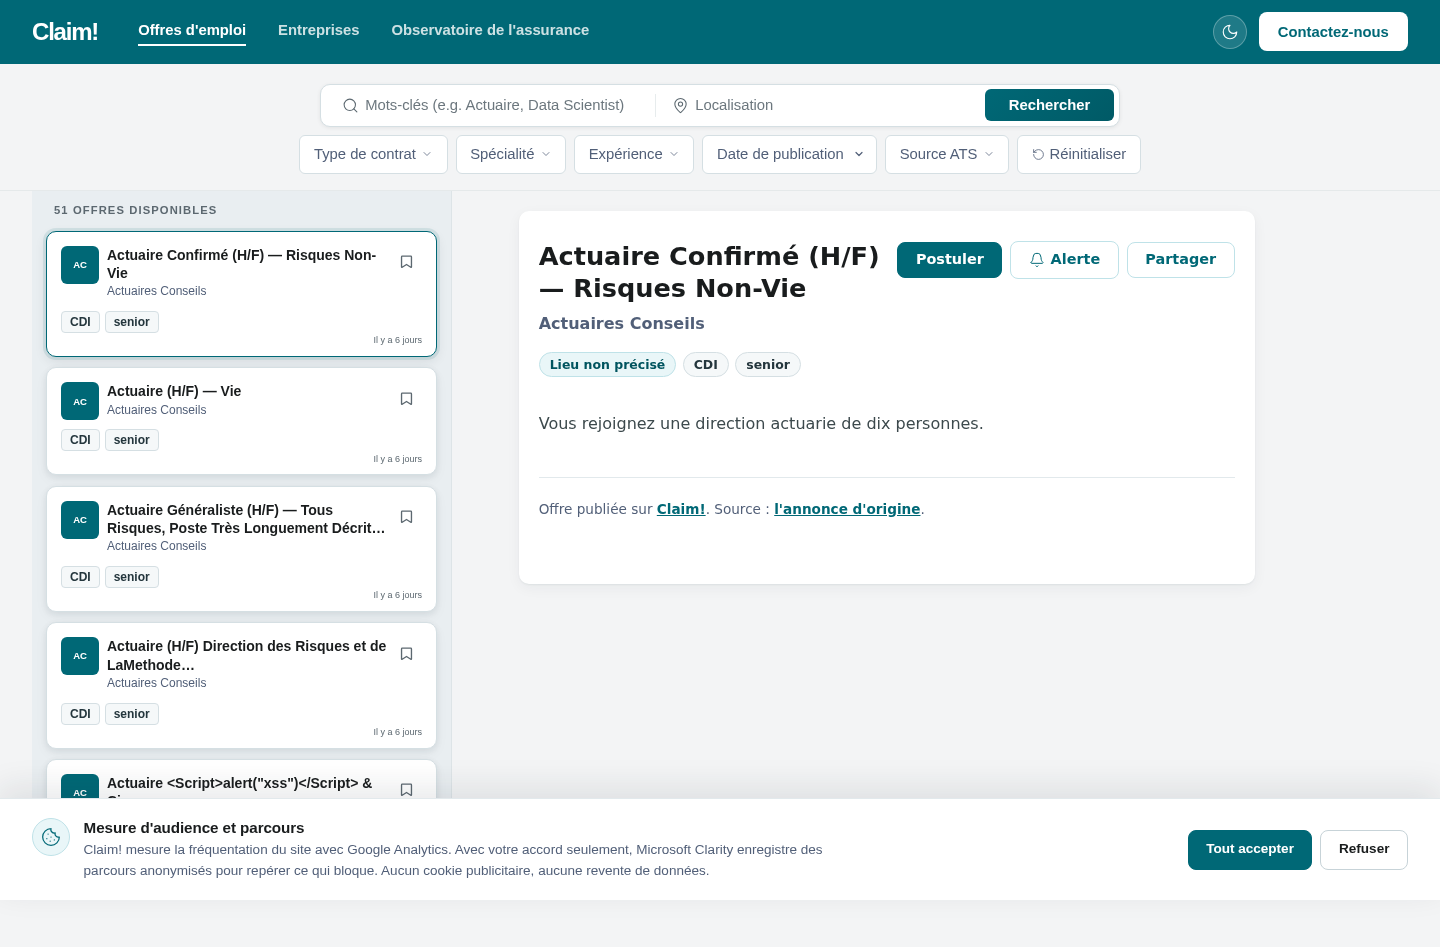 Claim!
Offres d'emploi
Entreprises
Observatoire de l'assurance
Contactez-nous
Mots-clés (e.g. Actuaire, Data Scientist)
Localisation
Rechercher
Type de contrat
Spécialité
Expérience
Date de publication
Source ATS
Réinitialiser
51 OFFRES DISPONIBLES
AC
Actuaire Confirmé (H/F) — Risques Non-
Vie
Actuaires Conseils
CDI
senior
Il y a 6 jours
AC
Actuaire (H/F) — Vie
Actuaires Conseils
CDI
senior
Il y a 6 jours
AC
Actuaire Généraliste (H/F) — Tous
Risques, Poste Très Longuement Décrit…
Actuaires Conseils
CDI
senior
Il y a 6 jours
AC
Actuaire (H/F) Direction des Risques et de
LaMethode…
Actuaires Conseils
CDI
senior
Il y a 6 jours
AC
Actuaire <Script>alert("xss")</Script> &
Actuaire Confirmé (H/F)
— Risques Non-Vie
Postuler
Alerte
Partager
Actuaires Conseils
Lieu non précisé
CDI
senior
Vous rejoignez une direction actuarie de dix personnes.
Offre publiée sur Claim!. Source : l'annonce d'origine.
Mesure d'audience et parcours
Claim! mesure la fréquentation du site avec Google Analytics. Avec votre accord seulement, Microsoft Clarity enregistre des
parcours anonymisés pour repérer ce qui bloque. Aucun cookie publicitaire, aucune revente de données.
Tout accepter
Refuser